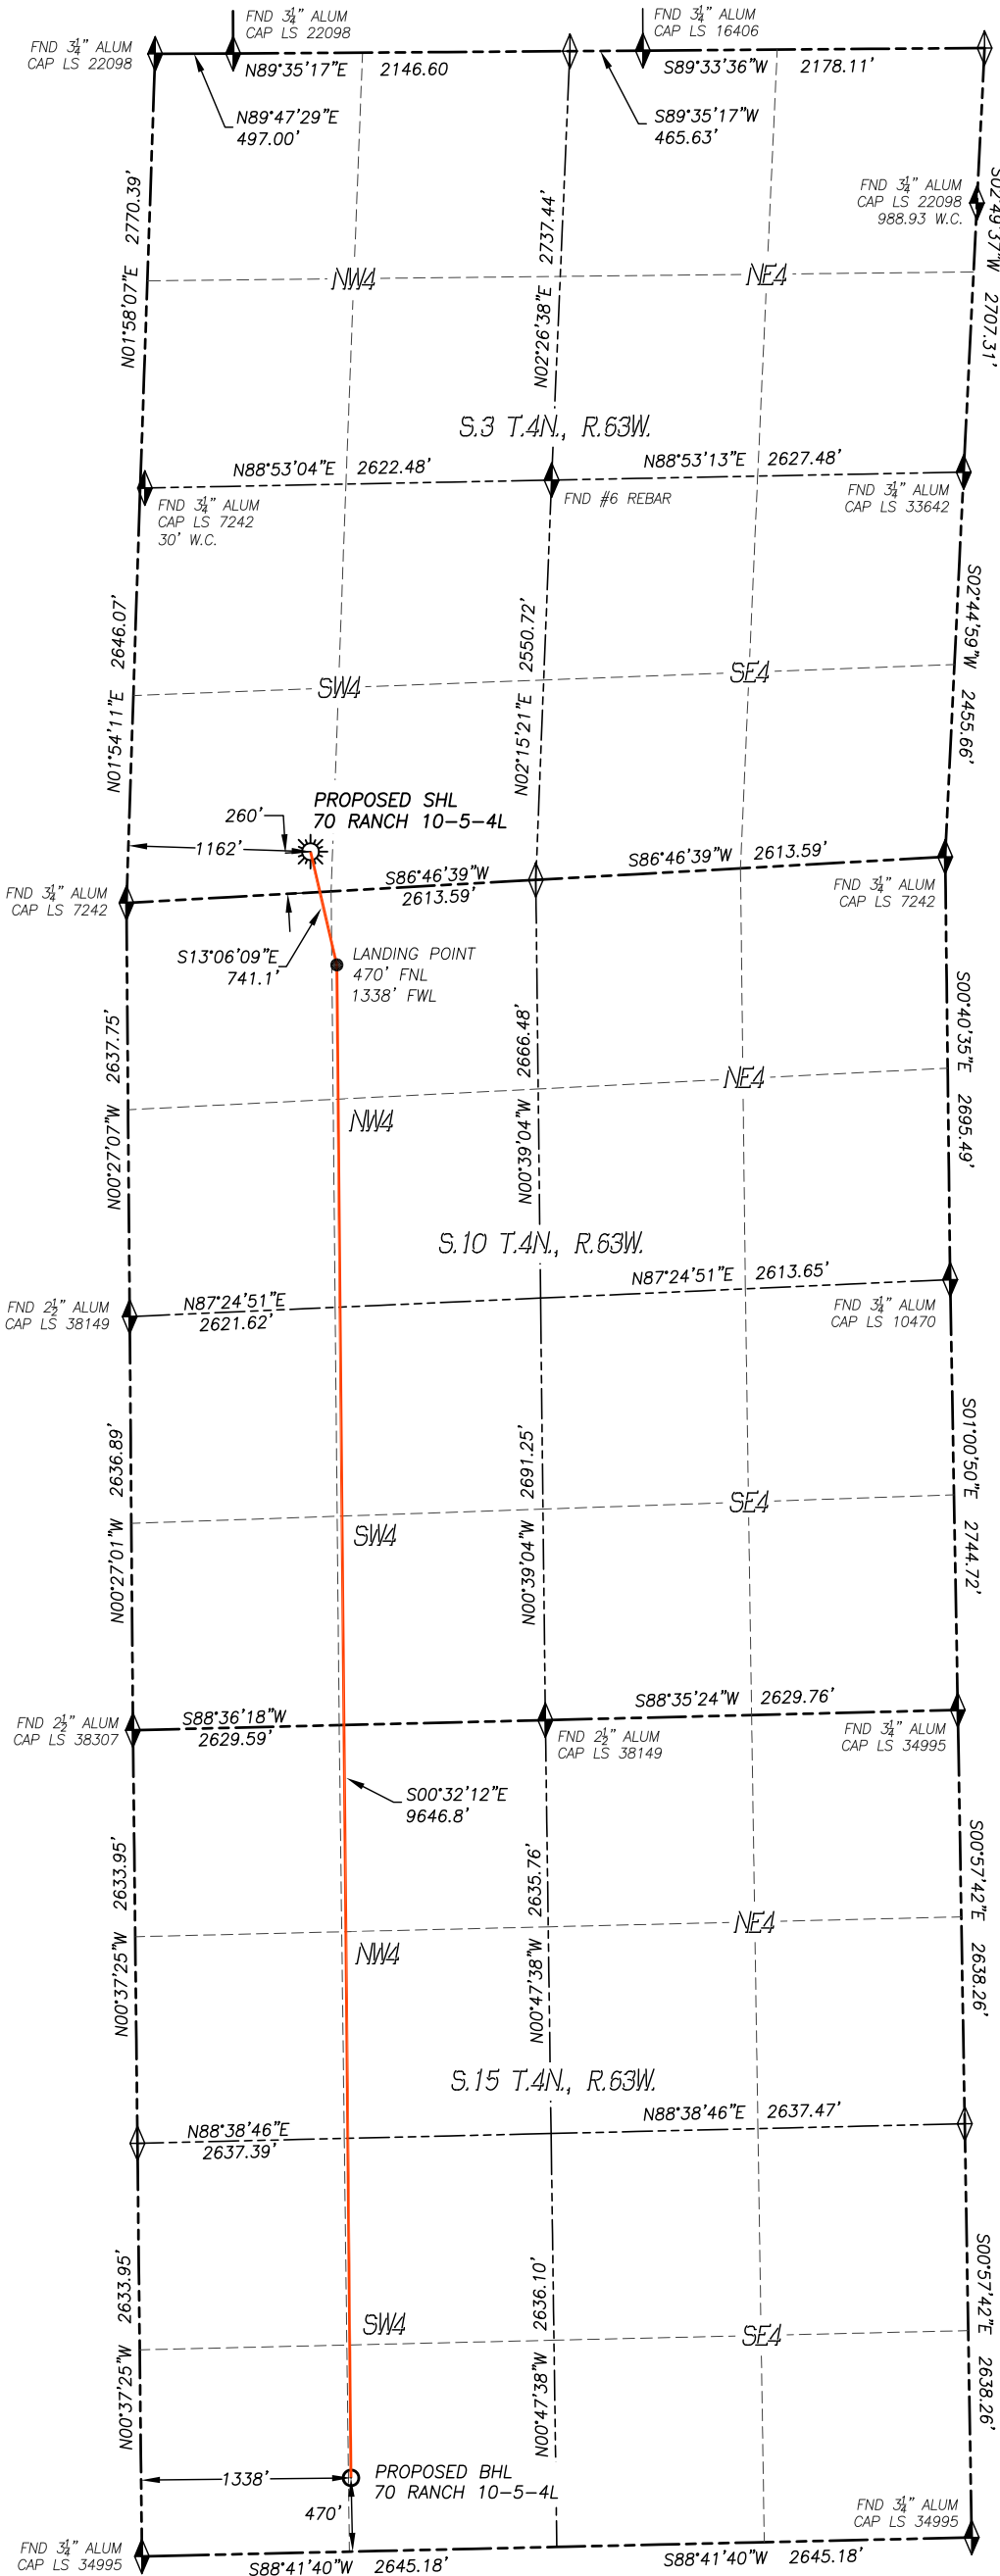 FND 3¼" ALUM
CAP LS 22098
FND 3¼" ALUM
CAP LS 22098
FND 3¼" ALUM
CAP LS 16406
N89°35'17"E 2146.60
S89°33'36"W 2178.11'
N89°47'29"E
497.00'
S89°35'17"W
465.63'
N01°58'07"E 2770.39'
N02°26'38"E 2737.44'
FND 3¼" ALUM
CAP LS 22098
988.93 W.C.
S02°49'37"W 2707.31'
NW4
NE4
S.3 T.4N., R.63W.
N88°53'04"E 2622.48'
N88°53'13"E 2627.48'
FND 3¼" ALUM
CAP LS 7242
30' W.C.
FND #6 REBAR
FND 3¼" ALUM
CAP LS 33642
N01°54'11"E 2646.07'
N02°15'21"E 2550.72'
S02°44'59"W 2455.66'
SW4
SE4
PROPOSED SHL
70 RANCH 10-5-4L
260'
1162'
S86°46'39"W
2613.59'
S86°46'39"W 2613.59'
FND 3¼" ALUM
CAP LS 7242
FND 3¼" ALUM
CAP LS 7242
S13°06'09"E
741.1'
LANDING POINT
470' FNL
1338' FWL
N00°27'07"W 2637.75'
N00°39'04"W 2666.48'
S00°40'35"E 2695.49'
NW4
NE4
S.10 T.4N., R.63W.
N87°24'51"E
2621.62'
N87°24'51"E 2613.65'
FND 2½" ALUM
CAP LS 38149
FND 3¼" ALUM
CAP LS 10470
N00°27'01"W 2636.89'
N00°39'04"W 2691.25'
S01°00'50"E 2744.72'
SW4
SE4
S88°36'18"W
2629.59'
S88°35'24"W 2629.76'
FND 2½" ALUM
CAP LS 38307
FND 2½" ALUM
CAP LS 38149
FND 3¼" ALUM
CAP LS 34995
S00°32'12"E
9646.8'
N00°37'25"W 2633.95'
N00°47'38"W 2635.76'
S00°57'42"E 2638.26'
NW4
NE4
S.15 T.4N., R.63W.
N88°38'46"E
2637.39'
N88°38'46"E 2637.47'
N00°37'25"W 2633.95'
N00°47'38"W 2636.10'
S00°57'42"E 2638.26'
SW4
SE4
1338'
PROPOSED BHL
70 RANCH 10-5-4L
470'
FND 3¼" ALUM
CAP LS 34995
FND 3¼" ALUM
CAP LS 34995
S88°41'40"W 2645.18'
S88°41'40"W 2645.18'